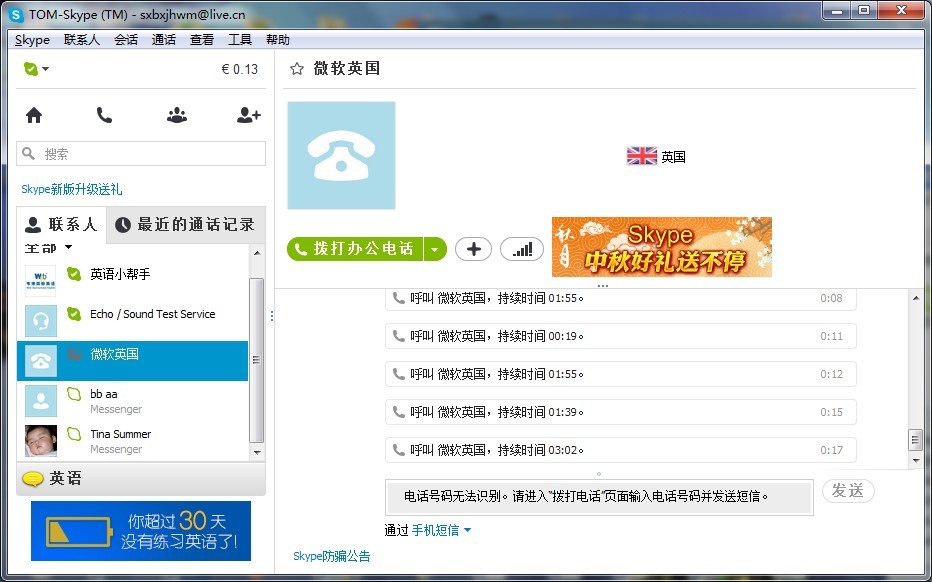 TOM-Skype (TM) - sxbxjhwm@live.cn
Skype 联系人 会话 通话 查看 工具 帮助
€ 0.13
搜索
Skype新版升级送礼
联系人 最近的通话记录
全部
英语小帮手
Echo / Sound Test Service
微软英国
bb aa
Messenger
Tina Summer
Messenger
英语
你超过30天
没有练习英语了!
微软英国
英国
拨打办公电话
秋月
Skype
中秋好礼送不停
呼叫 微软英国，持续时间 01:55。 0:08
呼叫 微软英国，持续时间 00:19。 0:11
呼叫 微软英国，持续时间 01:55。 0:12
呼叫 微软英国，持续时间 01:39。 0:15
呼叫 微软英国，持续时间 03:02。 0:17
电话号码无法识别。请进入“拨打电话”页面输入电话号码并发送短信。
发送
通过 手机短信
Skype防骗公告